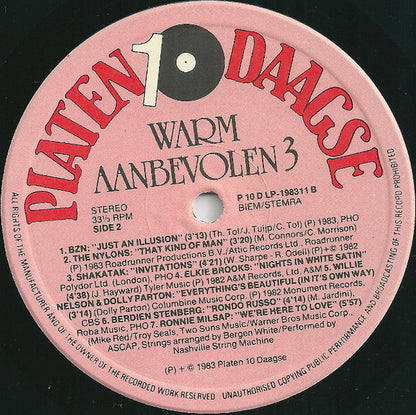 PLATEN 10 DAAGSE
WARM
AANBEVOLEN 3
STEREO
33⅓ RPM
SIDE 2
P 10 D LP-198311 B
BIEM/STEMRA
1. BZN: "JUST AN ILLUSION" (3'13) (Th. Tol/J. Tuijp/C. Tol) (P) 1983, PHO
2. THE NYLONS: "THAT KIND OF MAN" (3'20) (M. Connors/C. Morrison)
(P) 1983 Roadrunner Productions B.V./Attic Records Ltd., Roadrunner
3. SHAKATAK: "INVITATIONS" (4'21) (W. Sharpe - R. Odell) (P) + © 1982
Polydor Ltd. (London), PHO 4. ELKIE BROOKS: "NIGHTS IN WHITE SATIN"
(4'38) (J. Hayward) Tyler Music (P) 1982 A&M Records Ltd, A&M 5. WILLIE
NELSON & DOLLY PARTON: "EVERYTHING'S BEAUTIFUL (IN IT'S OWN WAY)
(3'14) (Dolly Parton) Columbine Music Corp. (P) 1982 Monument Records,
CBS 6. BERDIEN STENBERG: "RONDO RUSSO" (4'14) (M. Jardini),
Roba Music, PHO 7. RONNIE MILSAP: "WE'RE HERE TO LOVE" (5'57)
(Mike Red/Troy Seals), Two Suns Music/Warner Bros Music Corp.
ASCAP, Strings arranged by Bergen White/Performed by
Nashville String Machine
(P) + © 1983 Platen 10 Daagse
ALL RIGHTS OF THE MANUFACTURER AND OF THE OWNER OF THE RECORDED WORK RESERVED UNAUTHORISED COPYING PUBLIC PERFORMANCE AND BROADCASTING OF THIS RECORD PROHIBITED